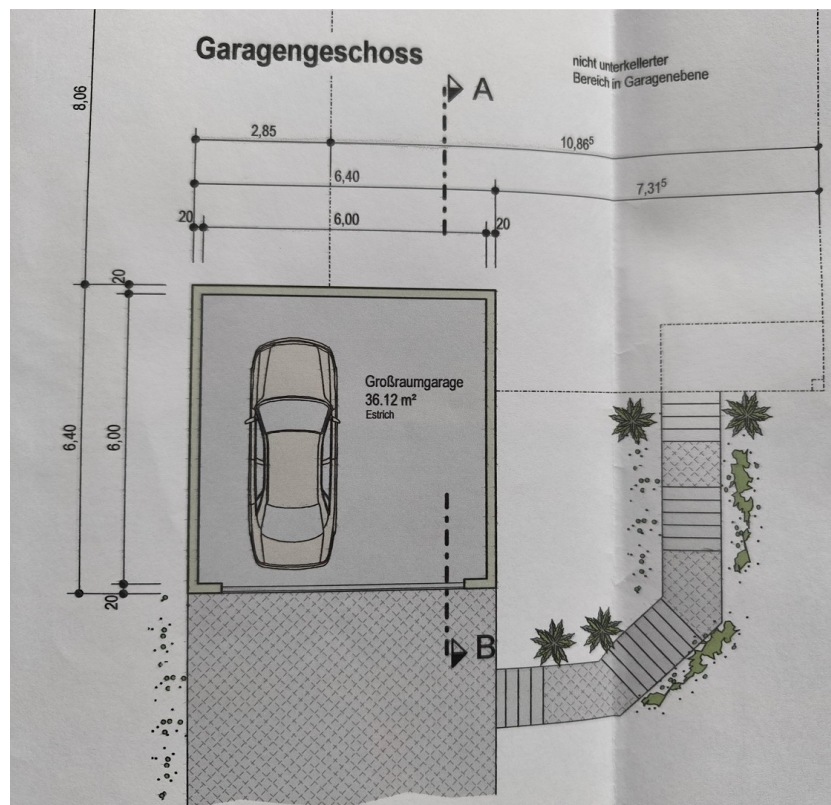 Garagengeschoss
nicht unterkellerter
Bereich in Garagenebene
A
8,06
2,85
10,86⁵
6,40
7,31⁵
20
6,00
20
20
Großraumgarage
36.12 m²
Estrich
6,40
6,00
20
B